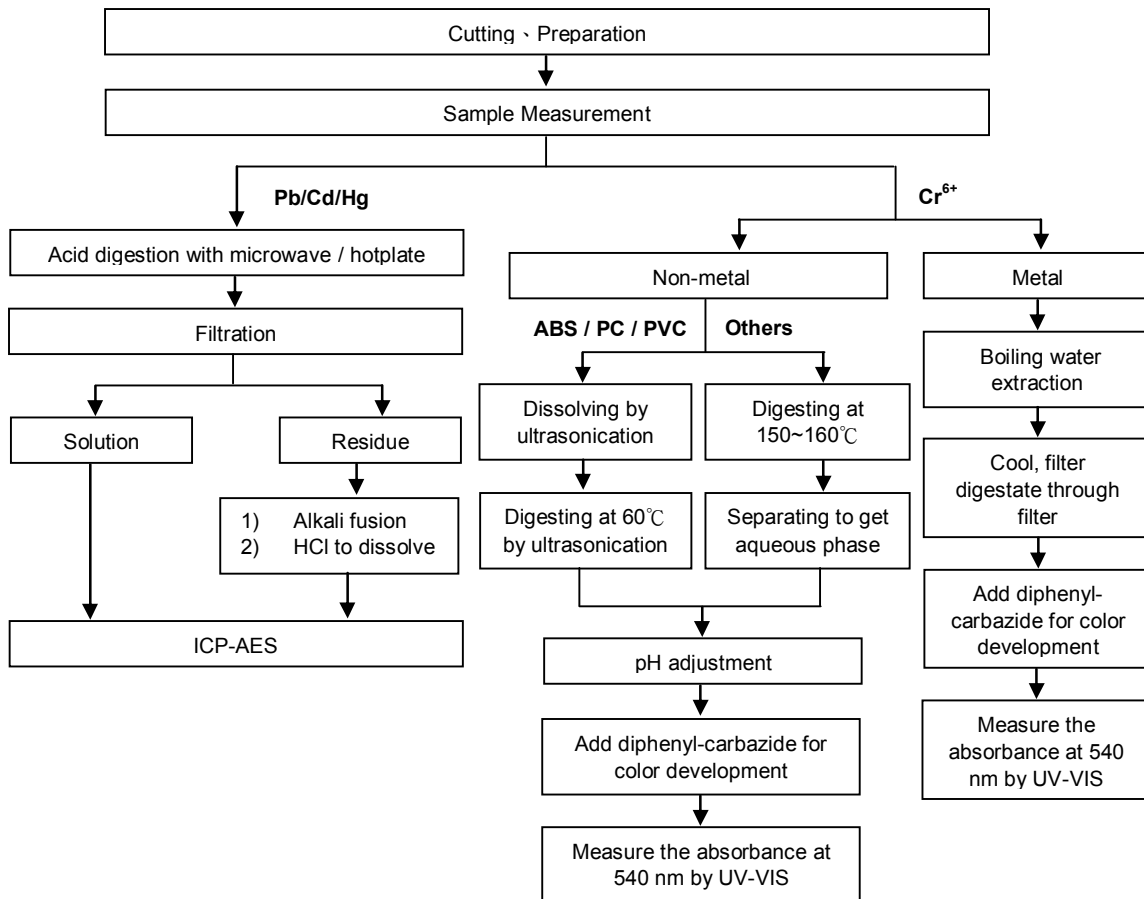 Cutting、Preparation
Sample Measurement
Pb/Cd/Hg
Acid digestion with microwave / hotplate
Filtration
Solution
Residue
1) Alkali fusion
2) HCl to dissolve
ICP-AES
Cr6+
Non-metal
ABS / PC / PVC
Others
Dissolving by
ultrasonication
Digesting at 60℃
by ultrasonication
Digesting at
150~160℃
Separating to get
aqueous phase
pH adjustment
Add diphenyl-carbazide for
color development
Measure the absorbance at
540 nm by UV-VIS
Metal
Boiling water
extraction
Cool, filter
digestate through
filter
Add diphenyl-
carbazide for color
development
Measure the
absorbance at 540
nm by UV-VIS